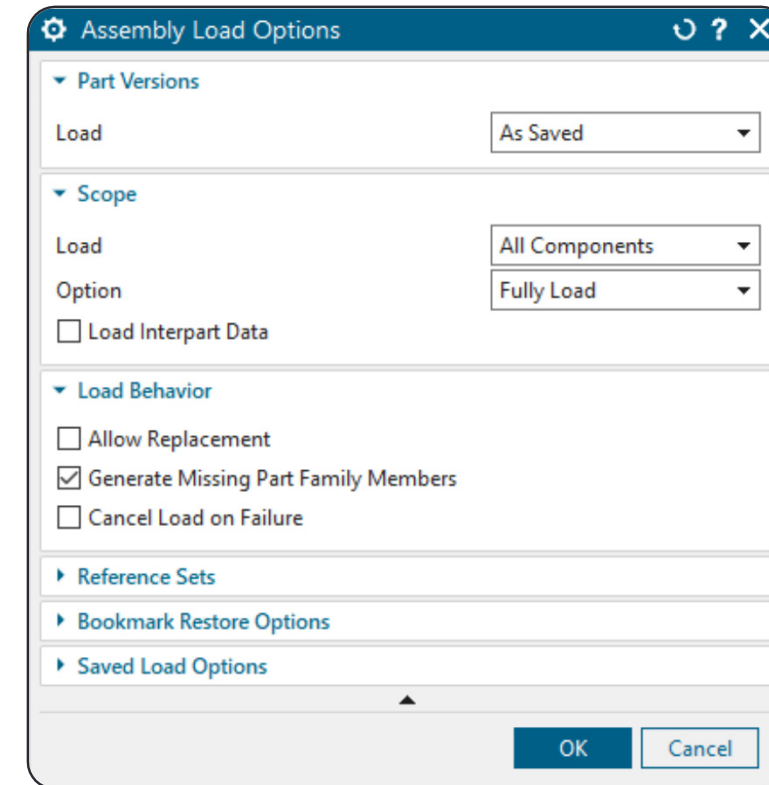 Assembly Load Options ?
Part Versions
Load As Saved
Scope
Load All Components
Option Fully Load
Load Interpart Data
Load Behavior
Allow Replacement
Generate Missing Part Family Members
Cancel Load on Failure
Reference Sets
Bookmark Restore Options
Saved Load Options
OK Cancel